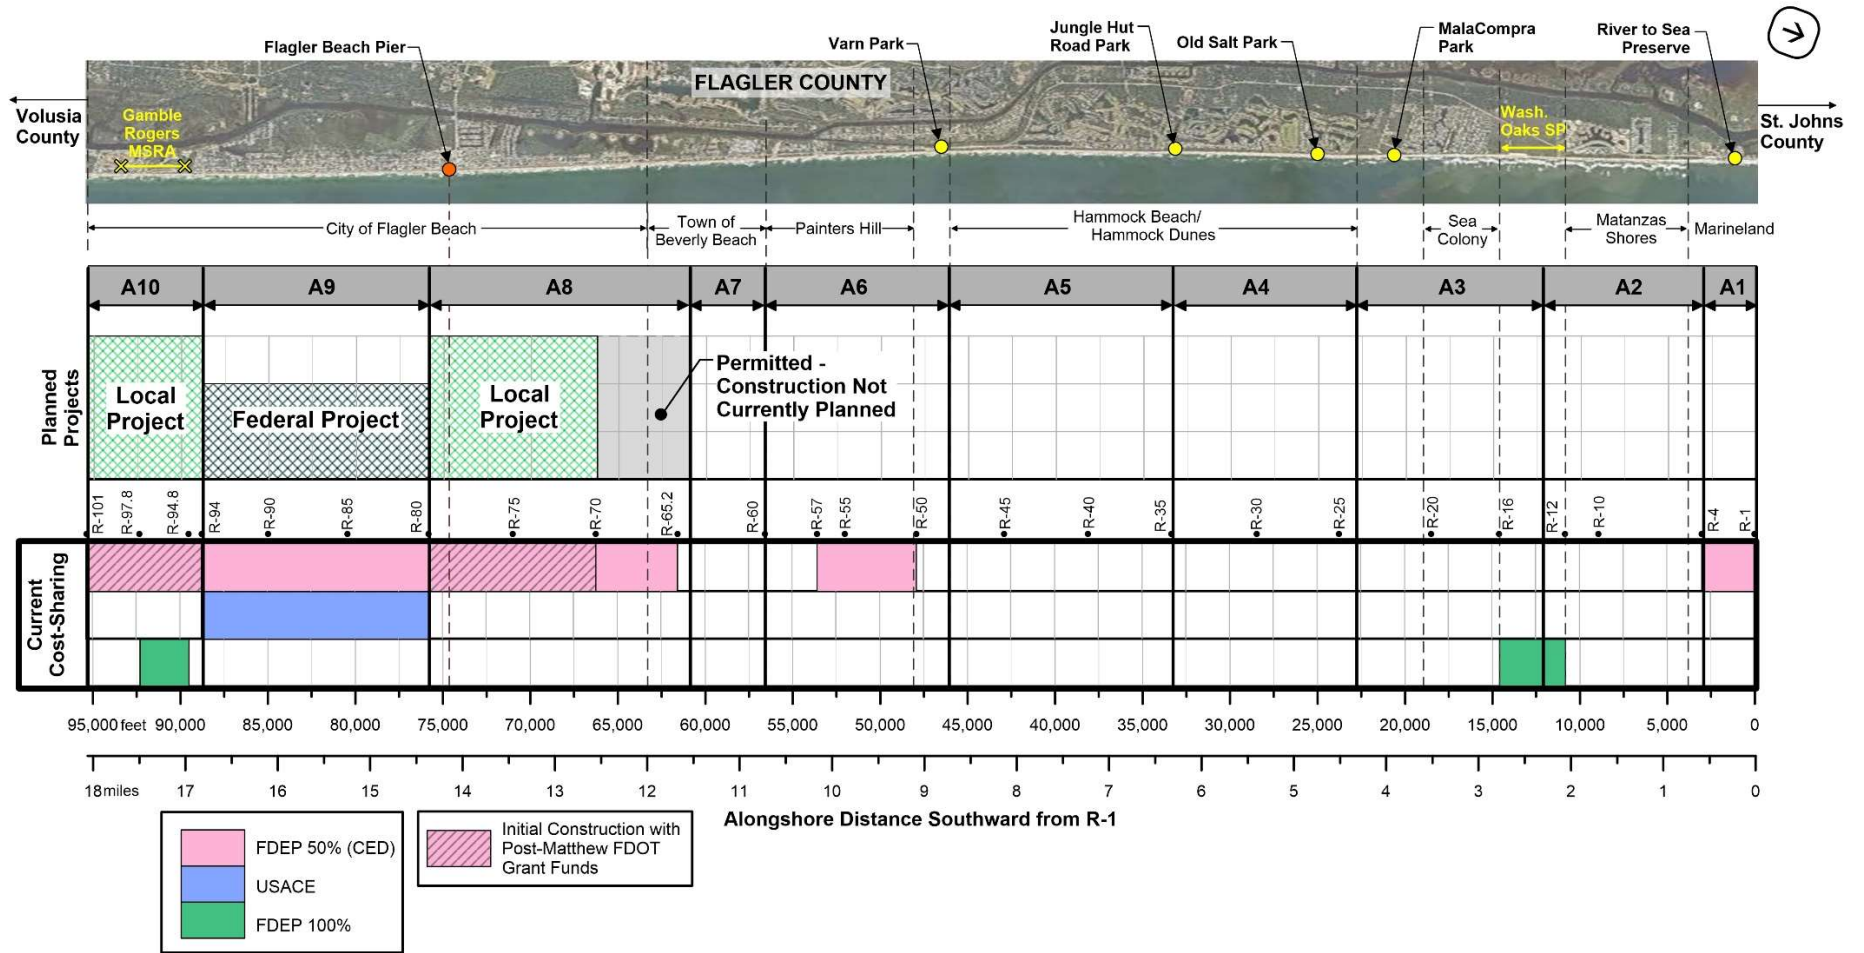 Flagler Beach Pier
Varn Park
Jungle Hut
Road Park
Old Salt Park
MalaCompra
Park
River to Sea
Preserve
FLAGLER COUNTY
Volusia
County
Gamble
Rogers
MSRA
Wash.
Oaks SP
St. Johns
County
City of Flagler Beach
Town of
Beverly Beach
Painters Hill
Hammock Beach/
Hammock Dunes
Sea
Colony
Matanzas
Shores
Marineland
A10
A9
A8
A7
A6
A5
A4
A3
A2
A1
Planned
Projects
Local
Project
Federal Project
Local
Project
Permitted -
Construction Not
Currently Planned
R-101
R-97.8
R-94.8
R-94
R-90
R-85
R-80
R-75
R-70
R-65.2
R-60
R-57
R-55
R-50
R-45
R-40
R-35
R-30
R-25
R-20
R-16
R-12
R-10
R-4
R-1
Current
Cost-Sharing
95,000 feet 90,000 85,000 80,000 75,000 70,000 65,000 60,000 55,000 50,000 45,000 40,000 35,000 30,000 25,000 20,000 15,000 10,000 5,000 0
18 miles 17 16 15 14 13 12 11 10 9 8 7 6 5 4 3 2 1 0
Alongshore Distance Southward from R-1
FDEP 50% (CED)
USACE
FDEP 100%
Initial Construction with
Post-Matthew FDOT
Grant Funds